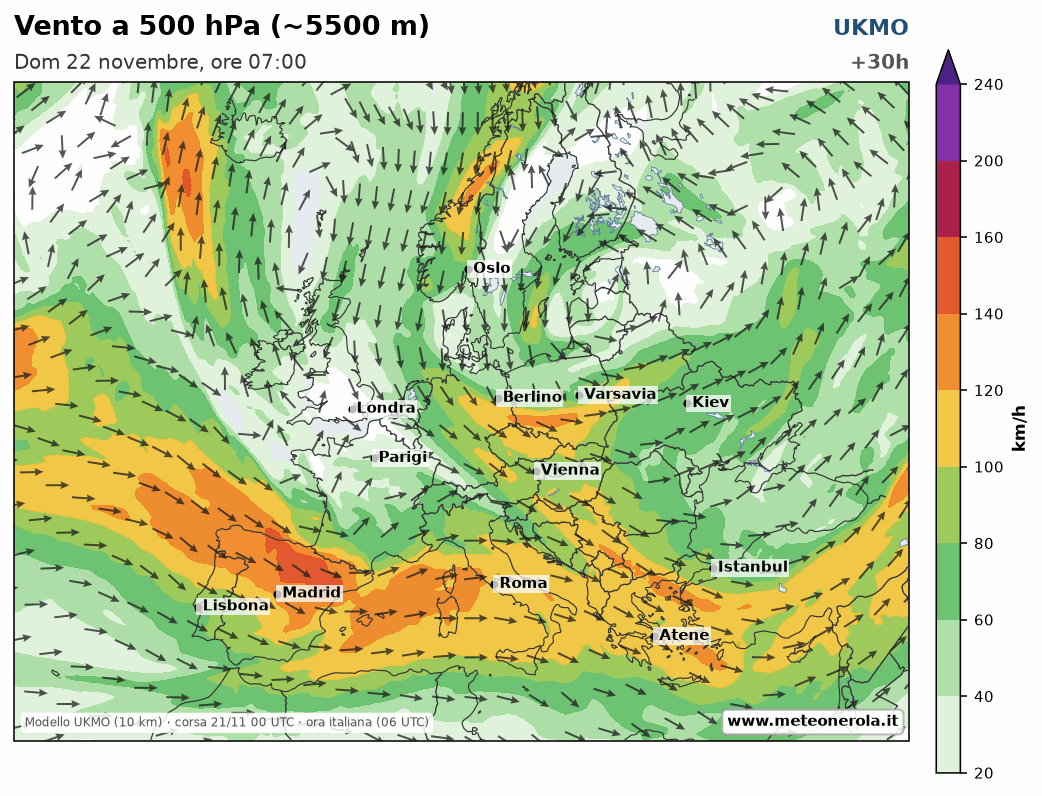 Vento a 500 hPa (~5500 m)
UKMO
Dom 22 novembre, ore 07:00
+30h
240
200
160
140
120
100
80
60
40
20
km/h
Oslo
Berlino
Varsavia
Kiev
Londra
Parigi
Vienna
Istanbul
Roma
Madrid
Lisbona
Atene
Modello UKMO (10 km) · corsa 21/11 00 UTC · ora italiana (06 UTC)
www.meteonerola.it